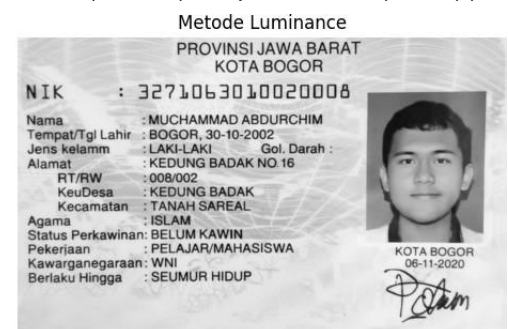 Metode Luminance
PROVINSI JAWA BARAT
KOTA BOGOR
NIK : 3271063010020008
Nama : MUCHAMMAD ABDURCHIM
Tempat/Tgl Lahir : BOGOR, 30-10-2002
Jens kelamm : LAKI-LAKI Gol. Darah :
Alamat : KEDUNG BADAK NO.16
RT/RW : 008/002
KeuDesa : KEDUNG BADAK
Kecamatan : TANAH SAREAL
Agama : ISLAM
Status Perkawinan: BELUM KAWIN
Pekeriaan : PELAJAR/MAHASISWA
Kawarganegaraan: WNI
Berlaku Hingga : SEUMUR HIDUP
KOTA BOGOR
06-11-2020